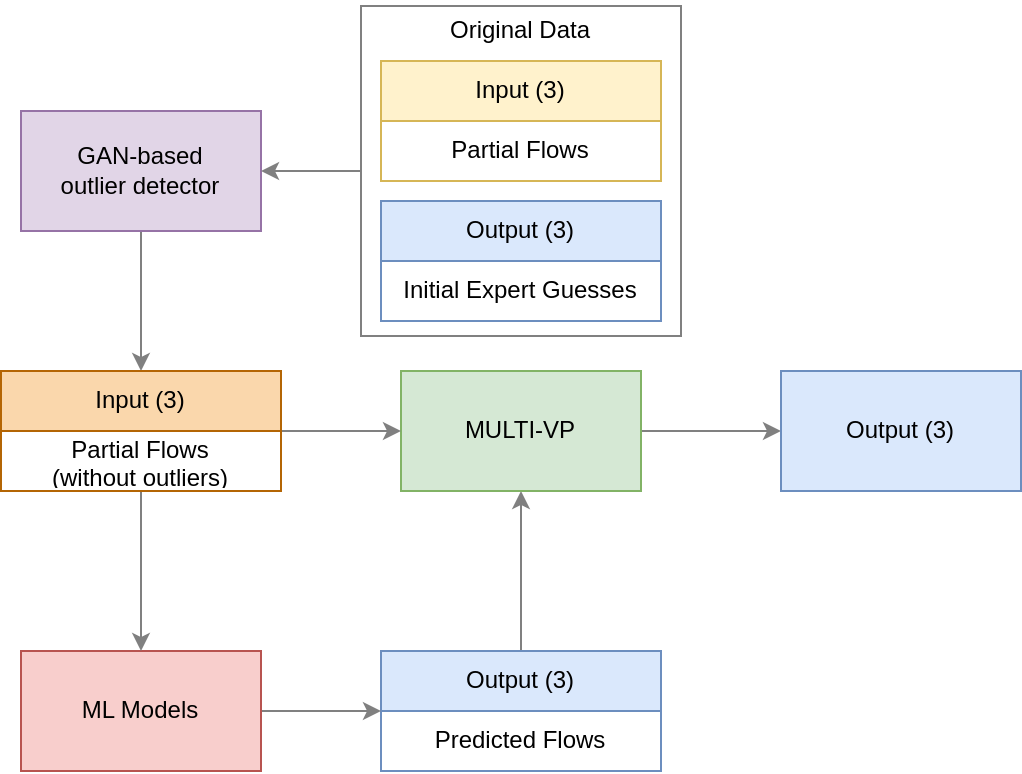 Original Data
Input (3)
Partial Flows
Output (3)
Initial Expert Guesses
GAN-based
outlier detector
Input (3)
Partial Flows
(without outliers)
MULTI-VP
Output (3)
ML Models
Output (3)
Predicted Flows